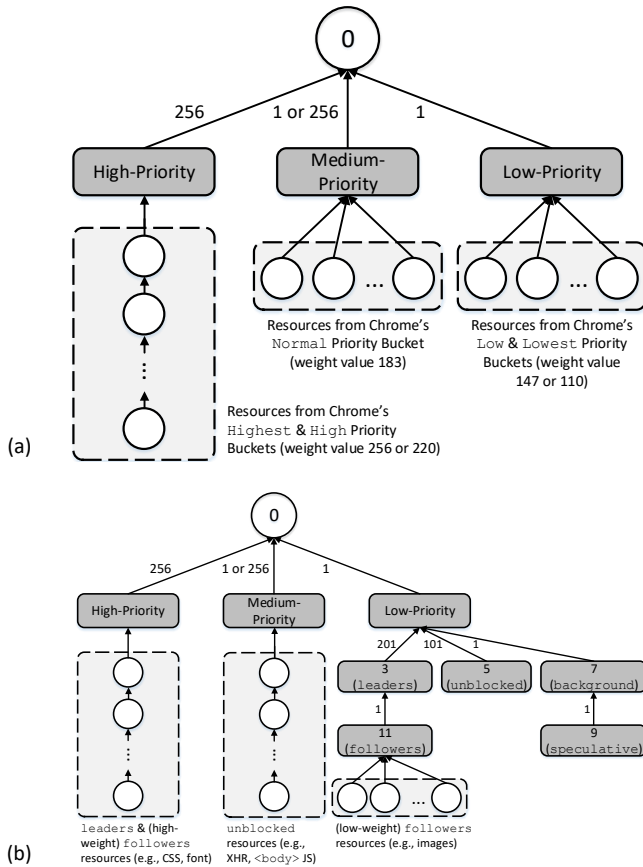 0
256
1 or 256
1
High-Priority
Medium-
Priority
Low-Priority
...
...
...
Resources from Chrome's
Normal Priority Bucket
(weight value 183)
Resources from Chrome's
Low & Lowest Priority
Buckets (weight value
147 or 110)
Resources from Chrome's
Highest & High Priority
Buckets (weight value 256 or 220)
(a)
0
256
1 or 256
1
High-Priority
Medium-
Priority
Low-Priority
201
101
1
3
(leaders)
5
(unblocked)
7
(background)
1
1
11
(followers)
9
(speculative)
...
...
...
leaders & (high-
weight) followers
resources (e.g., CSS, font)
unblocked
resources (e.g.,
XHR, <body> JS)
(low-weight) followers
resources (e.g., images)
(b)